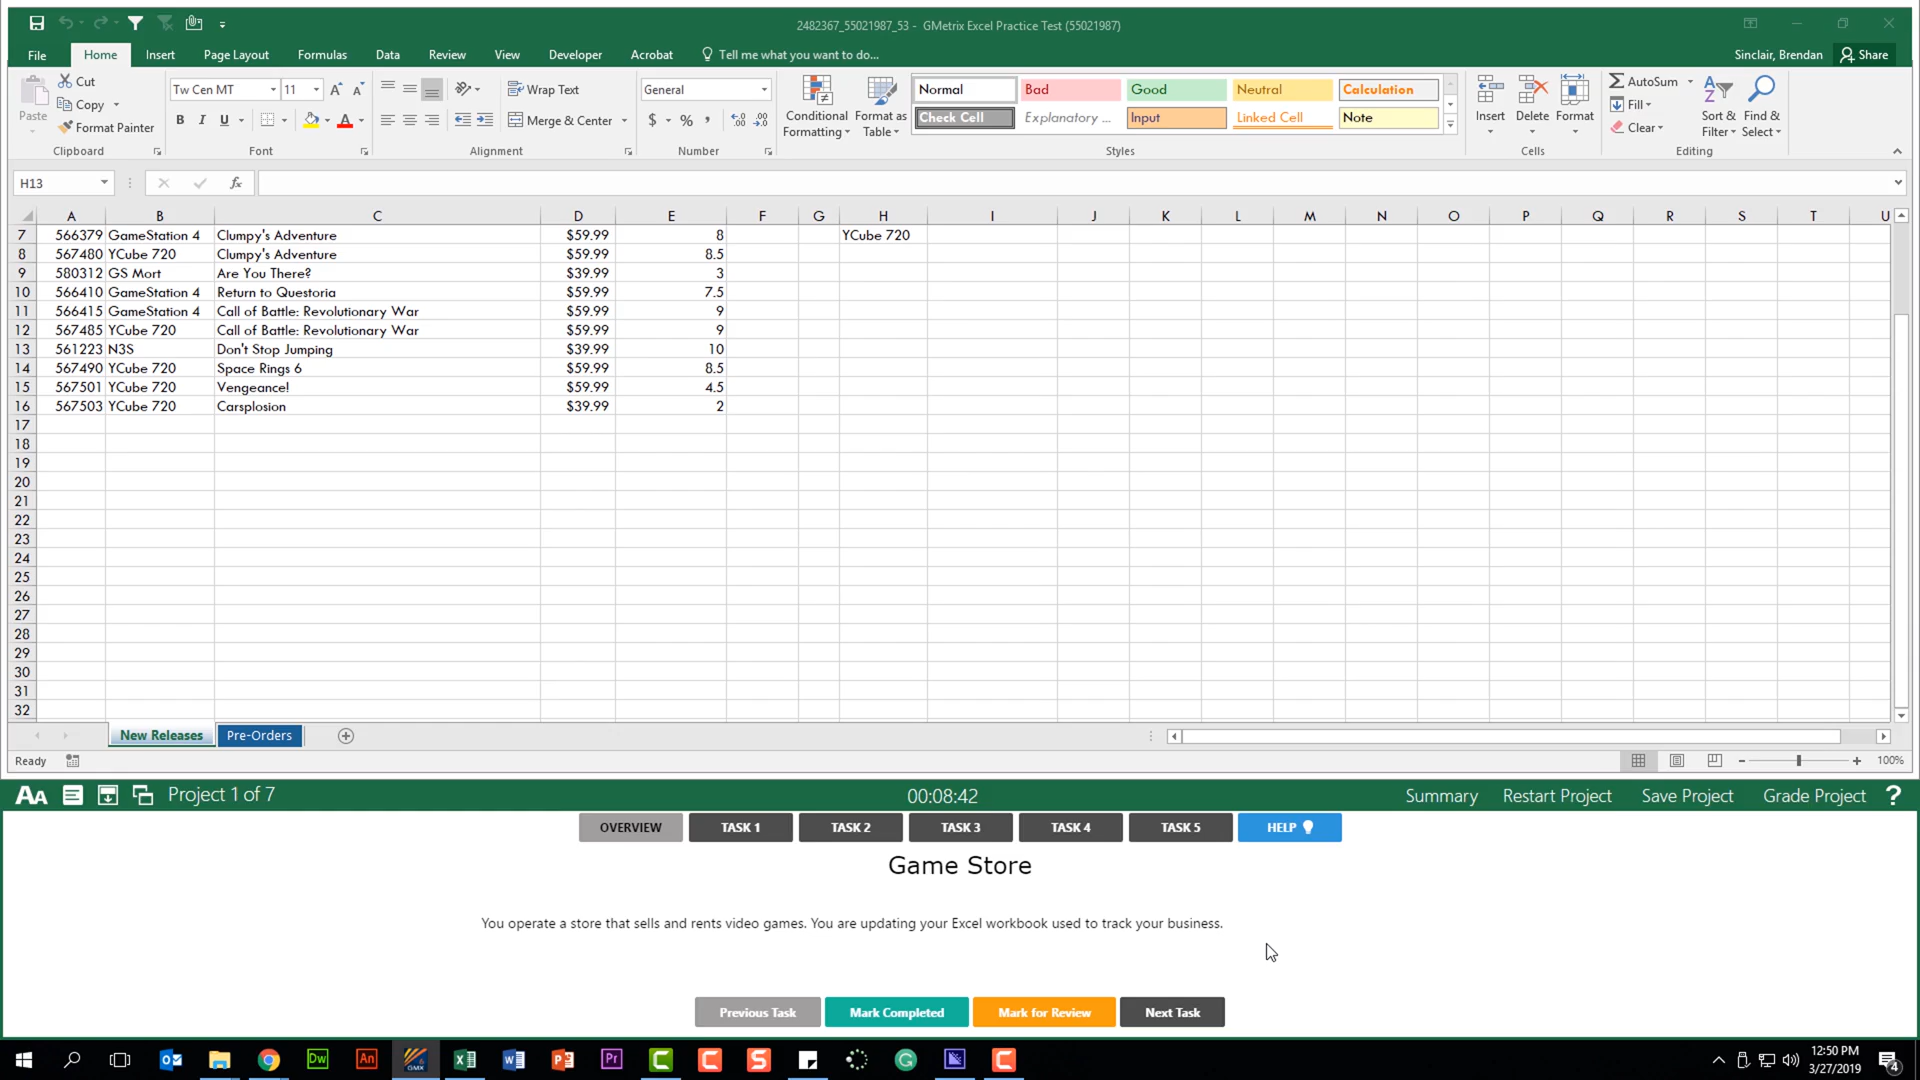 2482367_55021987_53 - GMetrix Excel Practice Test (55021987)
File Home Insert Page Layout Formulas Data Review View Developer Acrobat Tell me what you want to do... Sinclair, Brendan Share
Paste Cut Copy Format Painter
Tw Cen MT 11
B I U
Wrap Text
Merge & Center
General
$ % ,
Conditional Formatting Format as Table
Normal Bad Good Neutral Calculation
Check Cell Explanatory ... Input Linked Cell Note
Insert Delete Format
AutoSum
Fill
Clear
Sort & Filter Find & Select
Clipboard Font Alignment Number Styles Cells Editing
H13 fx
A B C D E F G H I J K L M N O P Q R S T U
7 566379 GameStation 4 Clumpy's Adventure $59.99 8 YCube 720
8 567480 YCube 720 Clumpy's Adventure $59.99 8.5
9 580312 GS Mort Are You There? $39.99 3
10 566410 GameStation 4 Return to Questoria $59.99 7.5
11 566415 GameStation 4 Call of Battle: Revolutionary War $59.99 9
12 567485 YCube 720 Call of Battle: Revolutionary War $59.99 9
13 561223 N3S Don't Stop Jumping $39.99 10
14 567490 YCube 720 Space Rings 6 $59.99 8.5
15 567501 YCube 720 Vengeance! $59.99 4.5
16 567503 YCube 720 Carsplosion $39.99 2
17
18
19
20
21
22
23
24
25
26
27
28
29
30
31
32
New Releases Pre-Orders
Ready 100%
AA Project 1 of 7 00:08:42 Summary Restart Project Save Project Grade Project ?
OVERVIEW TASK 1 TASK 2 TASK 3 TASK 4 TASK 5 HELP
Game Store
You operate a store that sells and rents video games. You are updating your Excel workbook used to track your business.
Previous Task Mark Completed Mark for Review Next Task
12:50 PM
3/27/2019
4